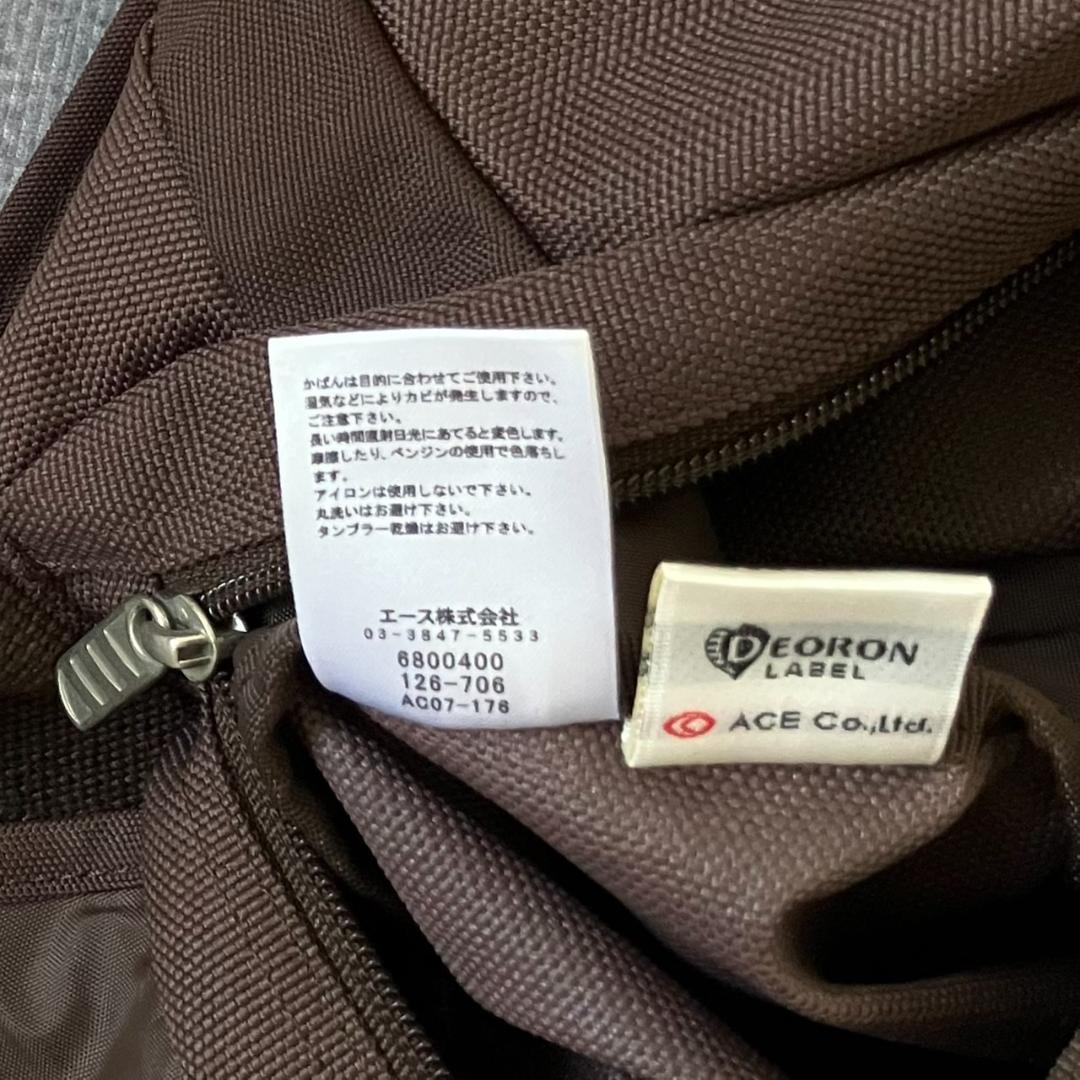 かばんは目的に合わせてご使用下さい。
湿気などによりカビが発生しますので、
ご注意下さい。
長い時間直射日光にあてると変色します。
摩擦したり、ベンジンの使用で色落ちし
ます。
アイロンは使用しないで下さい。
丸洗いはお避け下さい。
タンブラー乾燥はお避け下さい。
エース株式会社
03-3847-5533
6800400
126-706
AC07-176
DEORON
LABEL
ACE Co.,Ltd.